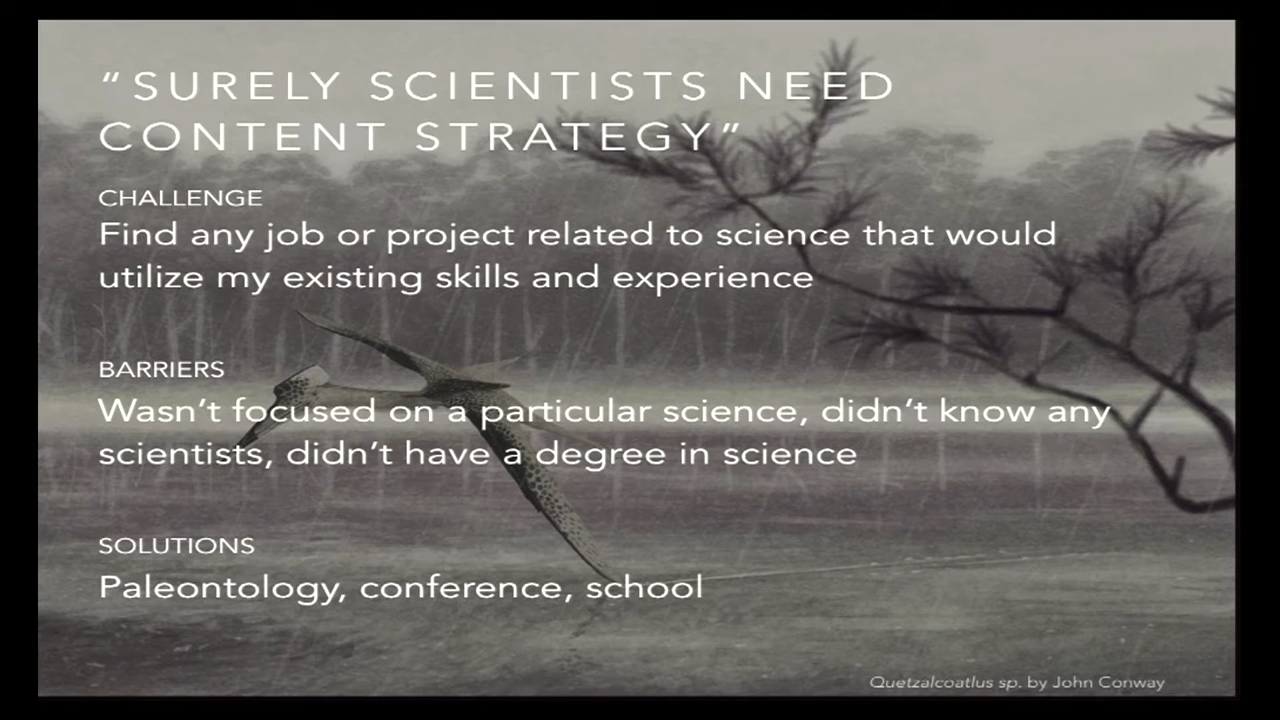 “SURELY SCIENTISTS NEED
CONTENT STRATEGY”
CHALLENGE
Find any job or project related to science that would
utilize my existing skills and experience
BARRIERS
Wasn’t focused on a particular science, didn’t know any
scientists, didn’t have a degree in science
SOLUTIONS
Paleontology, conference, school
Quetzalcoatlus sp. by John Conway